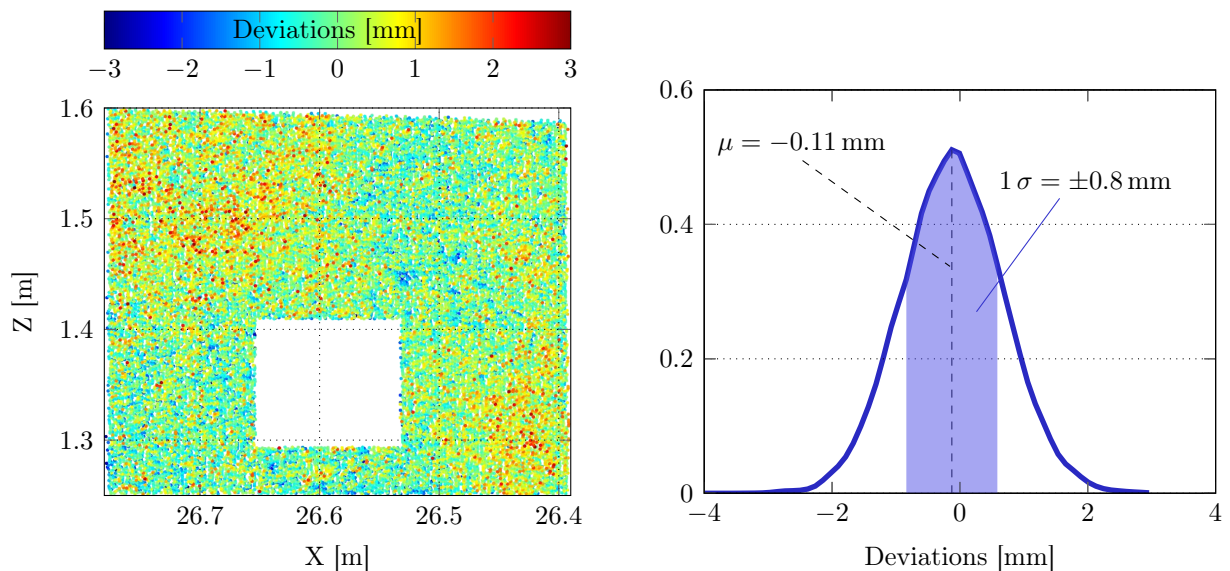 Deviations [mm]
−3 −2 −1 0 1 2 3
1.6
1.5
1.4
1.3
Z [m]
26.7 26.6 26.5 26.4
X [m]
0.6
0.4
0.2
0
μ = −0.11 mm
1 σ = ±0.8 mm
−4 −2 0 2 4
Deviations [mm]